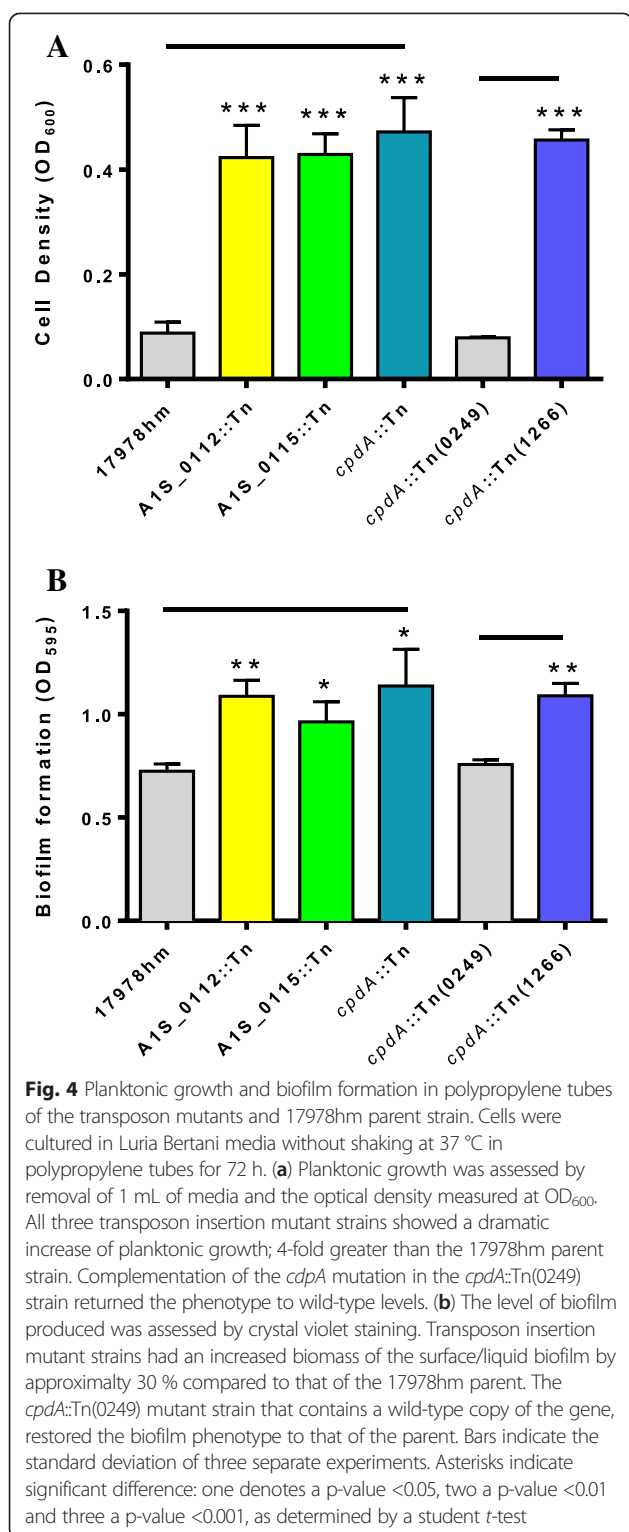 A
Cell Density (OD600)
0.6
0.4
0.2
0.0
***
***
***
***
17978hm
A1S_0112::Tn
A1S_0115::Tn
cpdA::Tn
cpdA::Tn(0249)
cpdA::Tn(1266)
B
Biofilm formation (OD595)
1.5
1.0
0.5
0.0
**
*
*
**
17978hm
A1S_0112::Tn
A1S_0115::Tn
cpdA::Tn
cpdA::Tn(0249)
cpdA::Tn(1266)
Fig. 4 Planktonic growth and biofilm formation in polypropylene tubes
of the transposon mutants and 17978hm parent strain. Cells were
cultured in Luria Bertani media without shaking at 37 °C in
polypropylene tubes for 72 h. (a) Planktonic growth was assessed by
removal of 1 mL of media and the optical density measured at OD600.
All three transposon insertion mutant strains showed a dramatic
increase of planktonic growth; 4-fold greater than the 17978hm parent
strain. Complementation of the cdpA mutation in the cpdA::Tn(0249)
strain returned the phenotype to wild-type levels. (b) The level of biofilm
produced was assessed by crystal violet staining. Transposon insertion
mutant strains had an increased biomass of the surface/liquid biofilm by
approximalty 30 % compared to that of the 17978hm parent. The
cpdA::Tn(0249) mutant strain that contains a wild-type copy of the gene,
restored the biofilm phenotype to that of the parent. Bars indicate the
standard deviation of three separate experiments. Asterisks indicate
significant difference: one denotes a p-value <0.05, two a p-value <0.01
and three a p-value <0.001, as determined by a student t-test